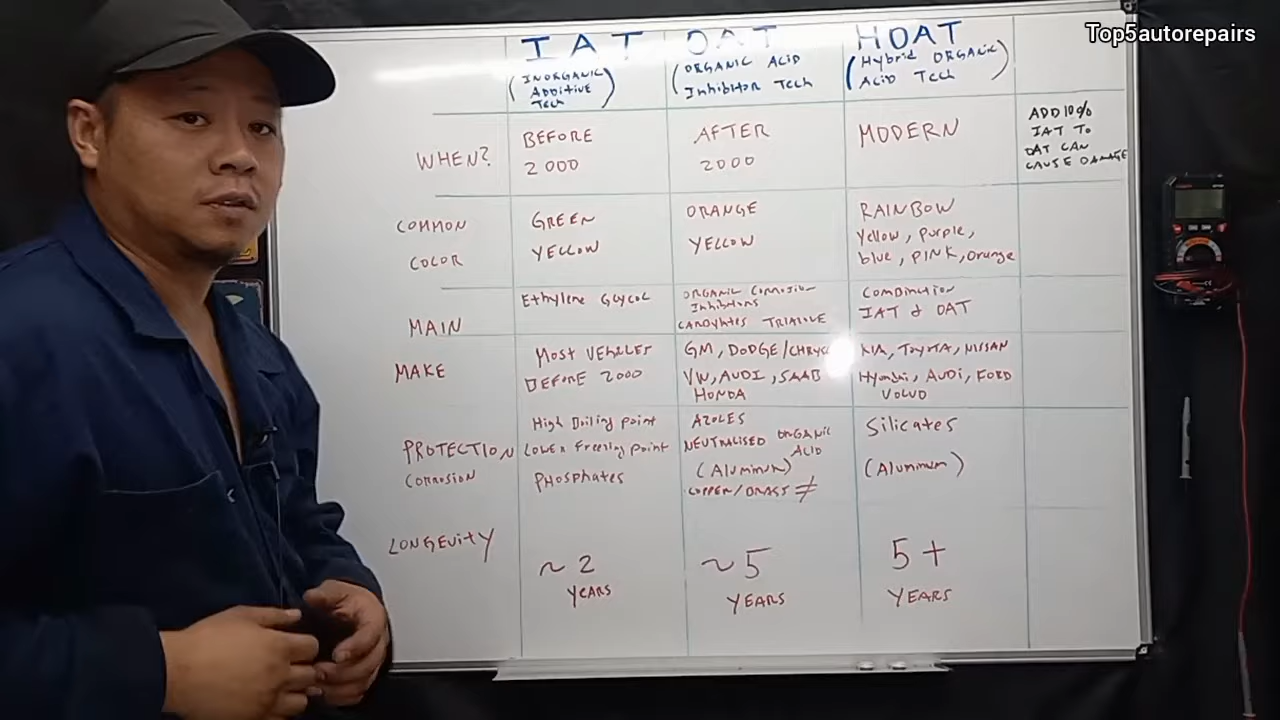 Top5autorepairs
IAT
(INORGANIC
ADDITIVE
Tech)
OAT
(ORGANIC ACID
Inhibitor Tech)
HOAT
(Hybrid ORGANIC
ACID Tech)
WHEN?
BEFORE
2000
AFTER
2000
MODERN
ADD 10%
IAT TO
OAT CAN
CAUSE DAMAGE
COMMON
COLOR
GREEN
YELLOW
ORANGE
YELLOW
RAINBOW
Yellow, purple,
blue, PINK, Orange
MAIN
Ethylene Glycol
ORGANIC Corrosion
Inhibitors
TRIAZOLE
COMBINATION
IAT & OAT
MAKE
MOST VEHICLES
BEFORE 2000
GM, DODGE/CHRYS
VW, AUDI, SAAB
HONDA
KIA, Toyota, NISSAN
Hyundai, AUDI, FORD
VOLVO
PROTECTION
CORROSION
High Boiling point
LOWER Freezing point
PHosphates
AZOLES
NEUTRALISED ORGANIC
ACID
(Aluminum)
COPPER/BRASS ≠
Silicates
(Aluminum)
LONGEVITY
~2
YEARS
~5
YEARS
5+
YEARS